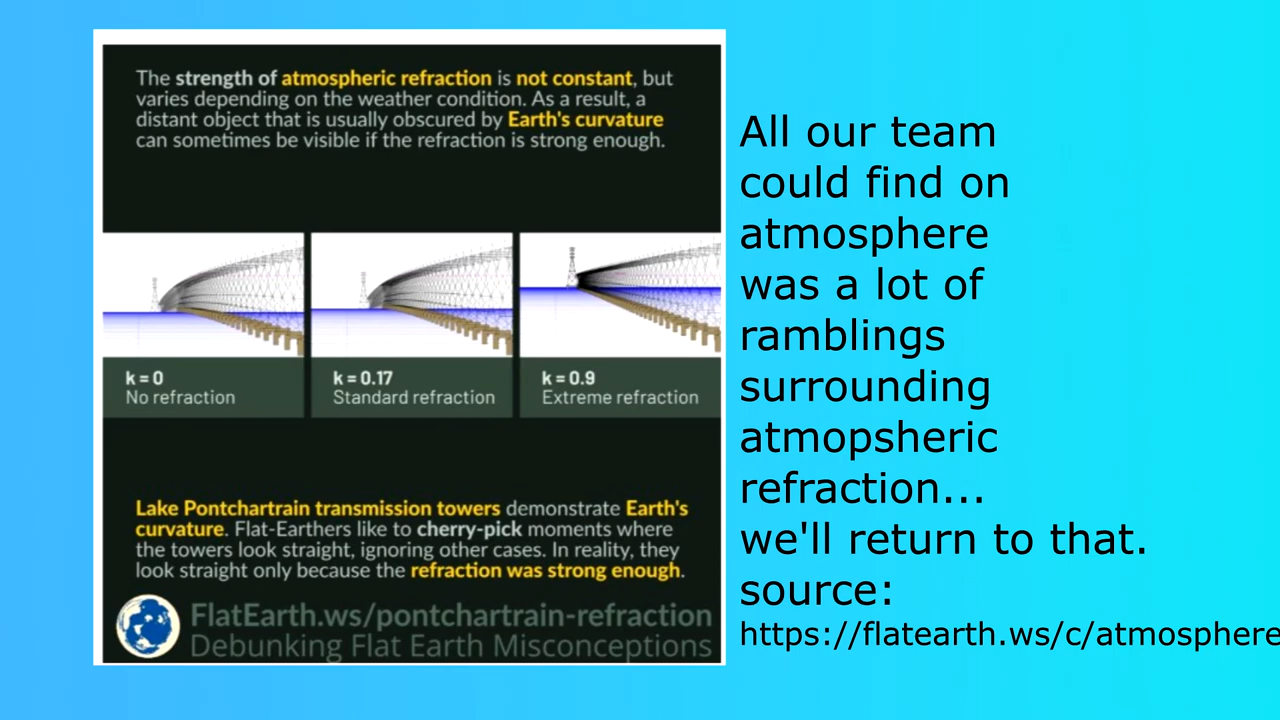 The strength of atmospheric refraction is not constant, but
varies depending on the weather condition. As a result, a
distant object that is usually obscured by Earth's curvature
can sometimes be visible if the refraction is strong enough.
k = 0
No refraction
k = 0.17
Standard refraction
k = 0.9
Extreme refraction
Lake Pontchartrain transmission towers demonstrate Earth's
curvature. Flat-Earthers like to cherry-pick moments where
the towers look straight, ignoring other cases. In reality, they
look straight only because the refraction was strong enough.
FlatEarth.ws/pontchartrain-refraction
Debunking Flat Earth Misconceptions
All our team
could find on
atmosphere
was a lot of
ramblings
surrounding
atmopsheric
refraction...
we'll return to that.
source:
https://flatearth.ws/c/atmosphere